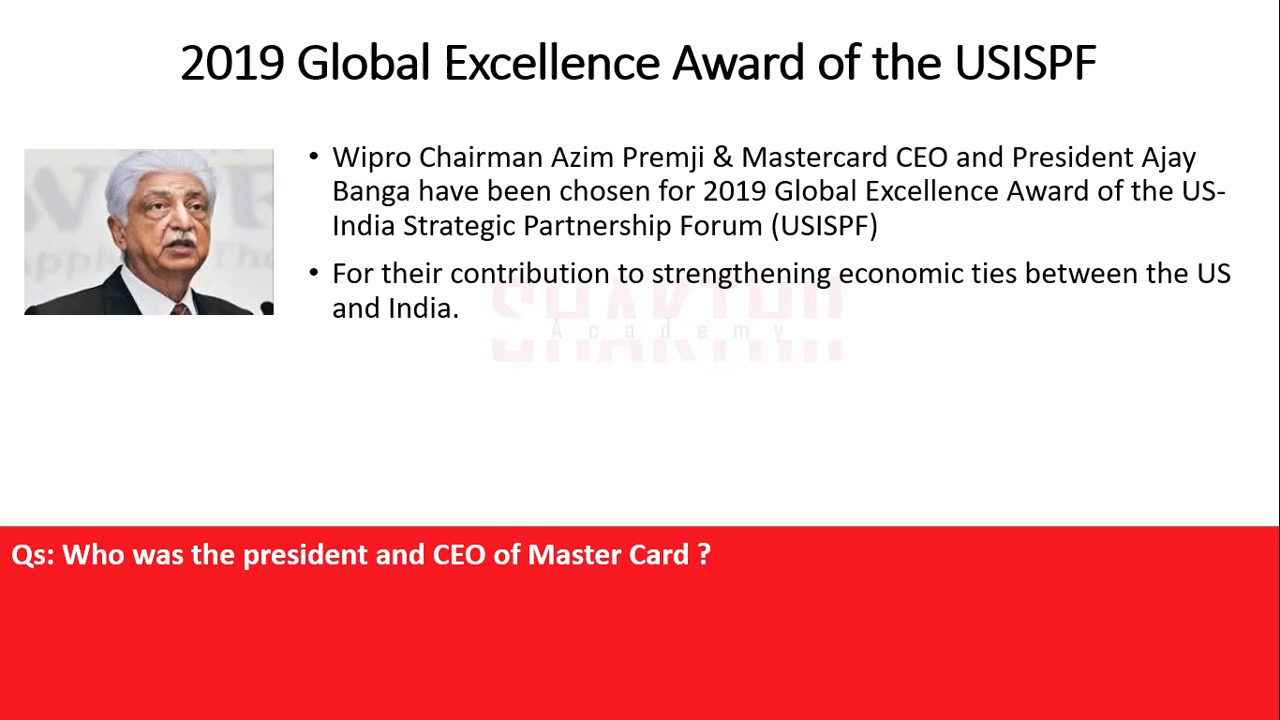 2019 Global Excellence Award of the USISPF
• Wipro Chairman Azim Premji & Mastercard CEO and President Ajay
Banga have been chosen for 2019 Global Excellence Award of the US-
India Strategic Partnership Forum (USISPF)
• For their contribution to strengthening economic ties between the US
and India.
Academy
Qs: Who was the president and CEO of Master Card ?